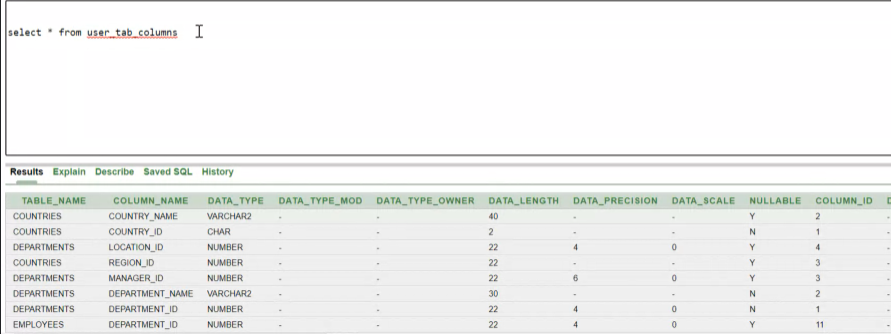 select * from user_tab_columns
Results Explain Describe Saved SQL History
TABLE_NAME COLUMN_NAME DATA_TYPE DATA_TYPE_MOD DATA_TYPE_OWNER DATA_LENGTH DATA_PRECISION DATA_SCALE NULLABLE COLUMN_ID D
COUNTRIES COUNTRY_NAME VARCHAR2 - - 40 - - Y 2 -
COUNTRIES COUNTRY_ID CHAR - - 2 - - N 1 -
DEPARTMENTS LOCATION_ID NUMBER - - 22 4 0 Y 4 -
COUNTRIES REGION_ID NUMBER - - 22 - - Y 3 -
DEPARTMENTS MANAGER_ID NUMBER - - 22 6 0 Y 3 -
DEPARTMENTS DEPARTMENT_NAME VARCHAR2 - - 30 - - N 2 -
DEPARTMENTS DEPARTMENT_ID NUMBER - - 22 4 0 N 1 -
EMPLOYEES DEPARTMENT_ID NUMBER - - 22 4 0 Y 11 -